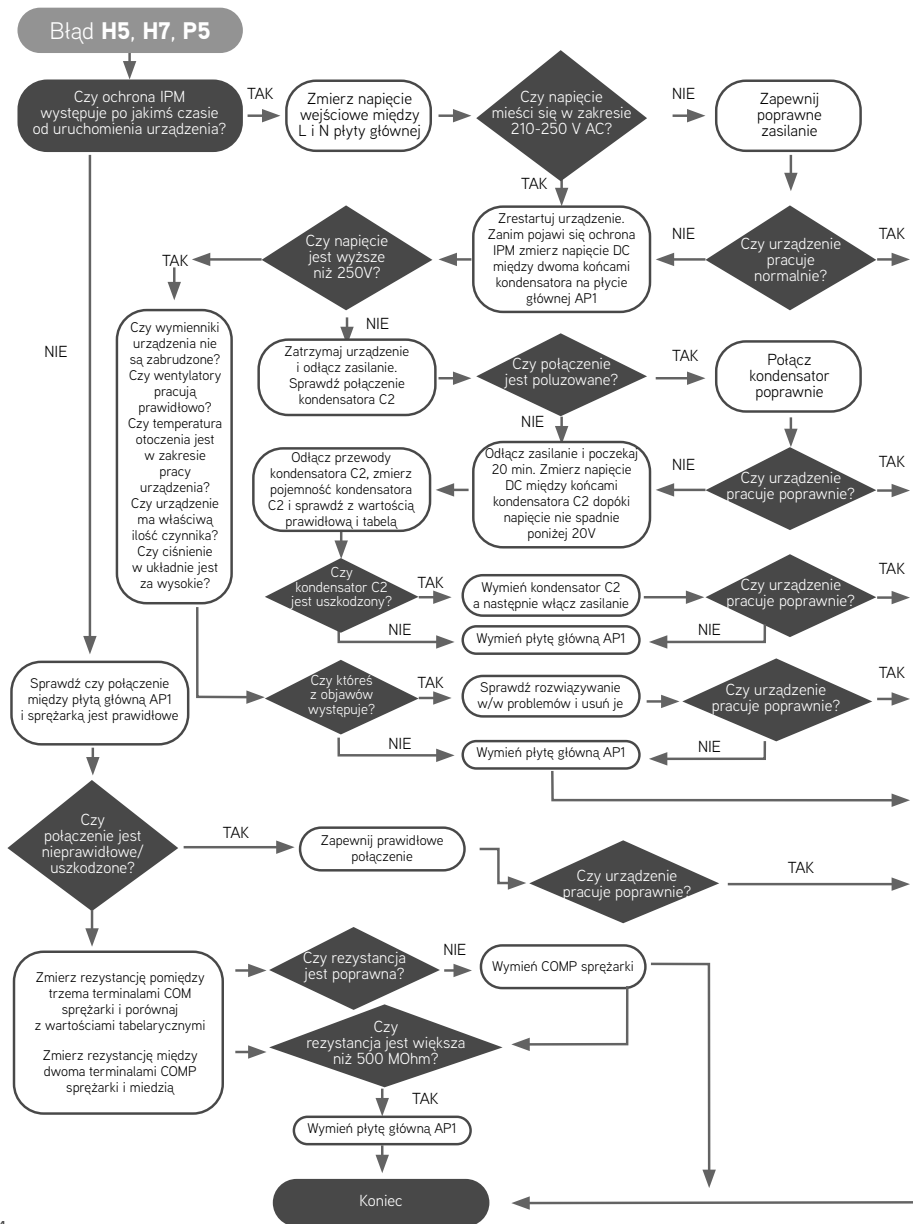 Błąd H5, H7, P5
Czy ochrona IPM
występuje po jakimś czasie
od uruchomienia urządzenia?
TAK
Zmierz napięcie
wejściowe między
L i N płyty głównej
Czy napięcie
mieści się w zakresie
210-250 V AC?
NIE
Zapewnij
poprawne
zasilanie
TAK
Czy napięcie
jest wyższe
niż 250V?
TAK
Zrestartuj urządzenie.
Zanim pojawi się ochrona
IPM zmierz napięcie DC
między dwoma końcami
kondensatora na płycie
głównej AP1
NIE
Czy urządzenie
pracuje
normalnie?
TAK
NIE
Czy wymienniki
urządzenia nie
są zabrudzone?
Czy wentylatory
pracują
prawidłowo?
Czy temperatura
otoczenia jest
w zakresie
pracy
urządzenia?
Czy urządzenie
ma właściwą
ilość czynnika?
Czy ciśnienie
w układnie jest
za wysokie?
NIE
Zatrzymaj urządzenie
i odłącz zasilanie.
Sprawdź połączenie
kondensatora C2
Czy połączenie
jest poluzowane?
TAK
Połącz
kondensator
poprawnie
NIE
Odłącz przewody
kondensatora C2, zmierz
pojemność kondensatora
C2 i sprawdź z wartością
prawidłową i tabelą
Odłącz zasilanie i poczekaj
20 min. Zmierz napięcie
DC między końcami
kondensatora C2 dopóki
napięcie nie spadnie
poniżej 20V
NIE
Czy urządzenie
pracuje poprawnie?
TAK
Czy
kondensator C2
jest uszkodzony?
TAK
Wymień kondensator C2
a następnie włącz zasilanie
Czy urządzenie
pracuje poprawnie?
TAK
NIE
Wymień płytę główną AP1
NIE
Sprawdź czy połączenie
między płytą główną AP1
i sprężarką jest prawidłowe
Czy któreś
z objawów
występuje?
TAK
Sprawdź rozwiązywanie
w/w problemów i usuń je
Czy urządzenie
pracuje poprawnie?
TAK
NIE
Wymień płytę główną AP1
NIE
Czy
połączenie jest
nieprawidłowe/
uszkodzone?
TAK
Zapewnij prawidłowe
połączenie
Czy urządzenie
pracuje poprawnie?
TAK
Zmierz rezystancję pomiędzy
trzema terminalami COM
sprężarki i porównaj
z wartościami tabelarycznymi
Zmierz rezystancję między
dwoma terminalami COMP
sprężarki i miedzią
Czy rezystancja
jest poprawna?
NIE
Wymień COMP sprężarki
Czy
rezystancja jest większa
niż 500 MOhm?
TAK
Wymień płytę główną AP1
Koniec